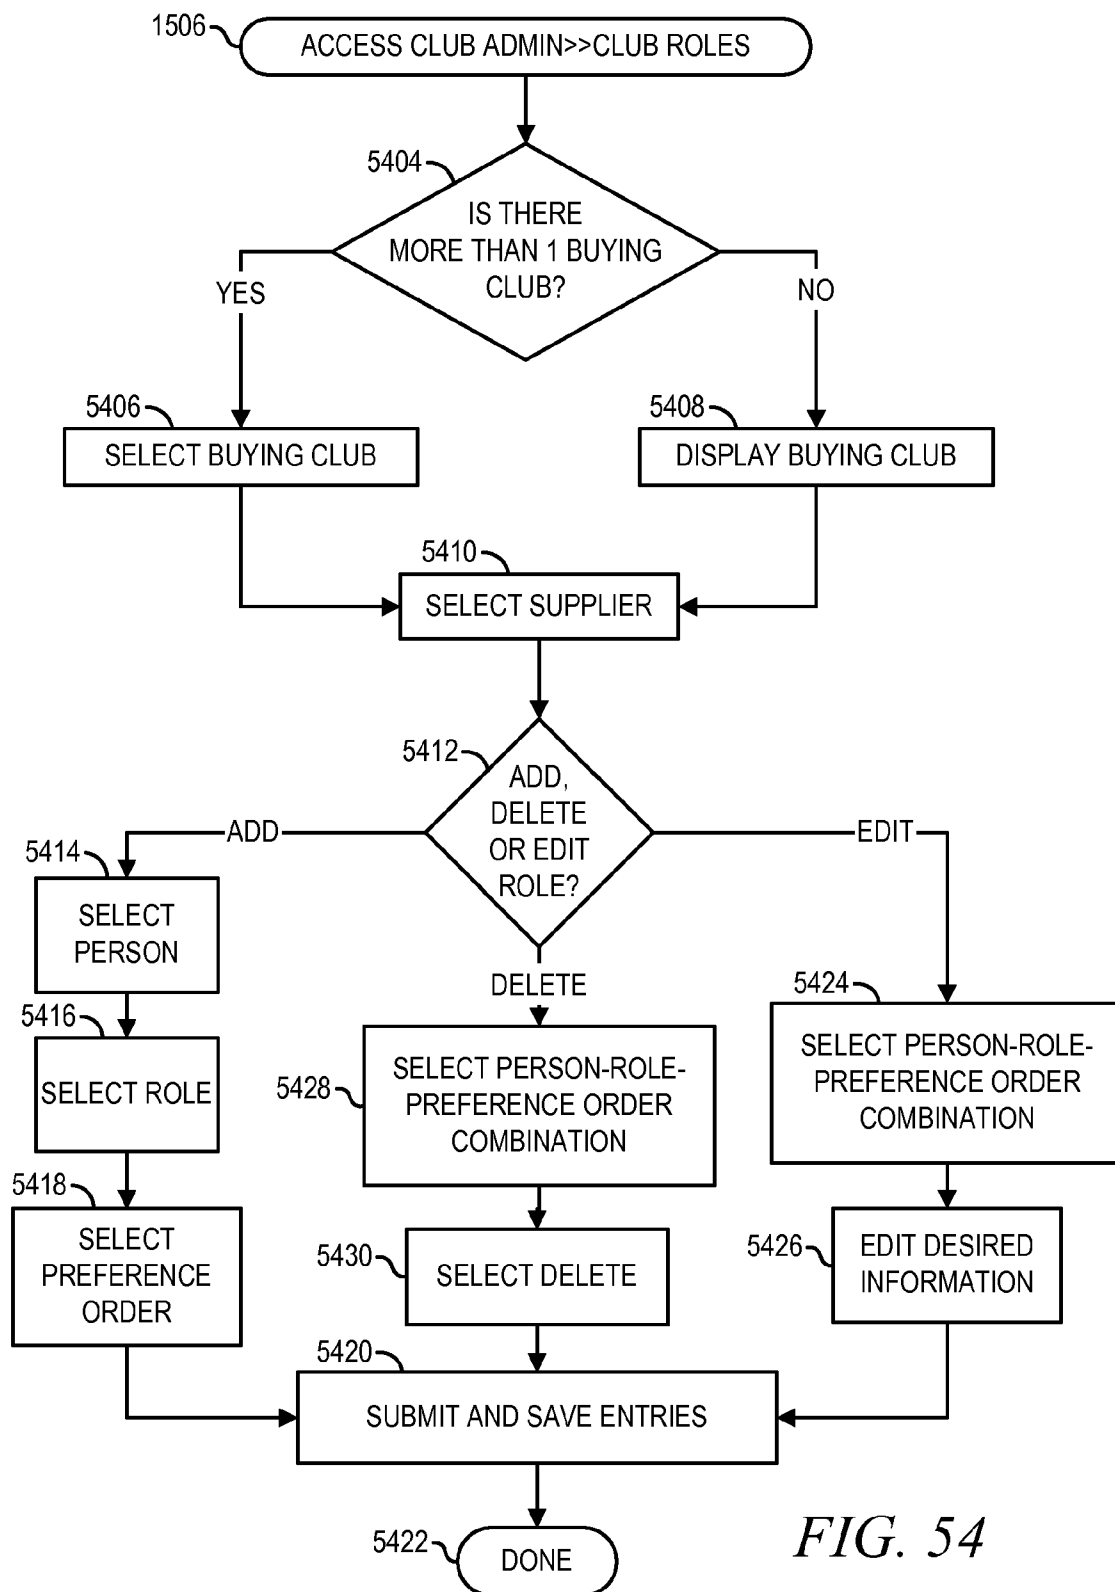 1506
ACCESS CLUB ADMIN>>CLUB ROLES
5404
IS THERE
MORE THAN 1 BUYING
CLUB?
YES
NO
5406
SELECT BUYING CLUB
5408
DISPLAY BUYING CLUB
5410
SELECT SUPPLIER
5412
ADD,
DELETE
OR EDIT
ROLE?
ADD
EDIT
DELETE
5414
SELECT
PERSON
5416
SELECT ROLE
5418
SELECT
PREFERENCE
ORDER
5428
SELECT PERSON-ROLE-
PREFERENCE ORDER
COMBINATION
5430
SELECT DELETE
5424
SELECT PERSON-ROLE-
PREFERENCE ORDER
COMBINATION
5426
EDIT DESIRED
INFORMATION
5420
SUBMIT AND SAVE ENTRIES
5422
DONE
FIG. 54